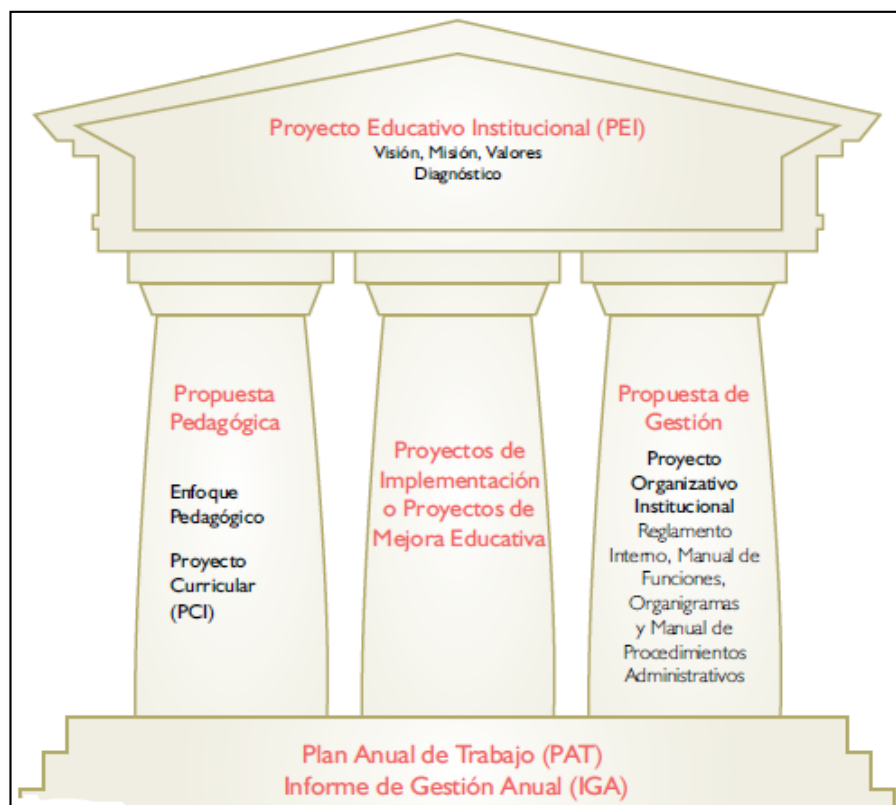 Proyecto Educativo Institucional (PEI)
Visión, Misión, Valores
Diagnóstico
Propuesta
Pedagógica
Enfoque
Pedagógico
Proyecto
Curricular
(PCI)
Proyectos de
Implementación
o Proyectos de
Mejora Educativa
Propuesta de
Gestión
Proyecto
Organizativo
Institucional
Reglamento
Interno, Manual de
Funciones,
Organigramas
y Manual de
Procedimientos
Administrativos
Plan Anual de Trabajo (PAT)
Informe de Gestión Anual (IGA)